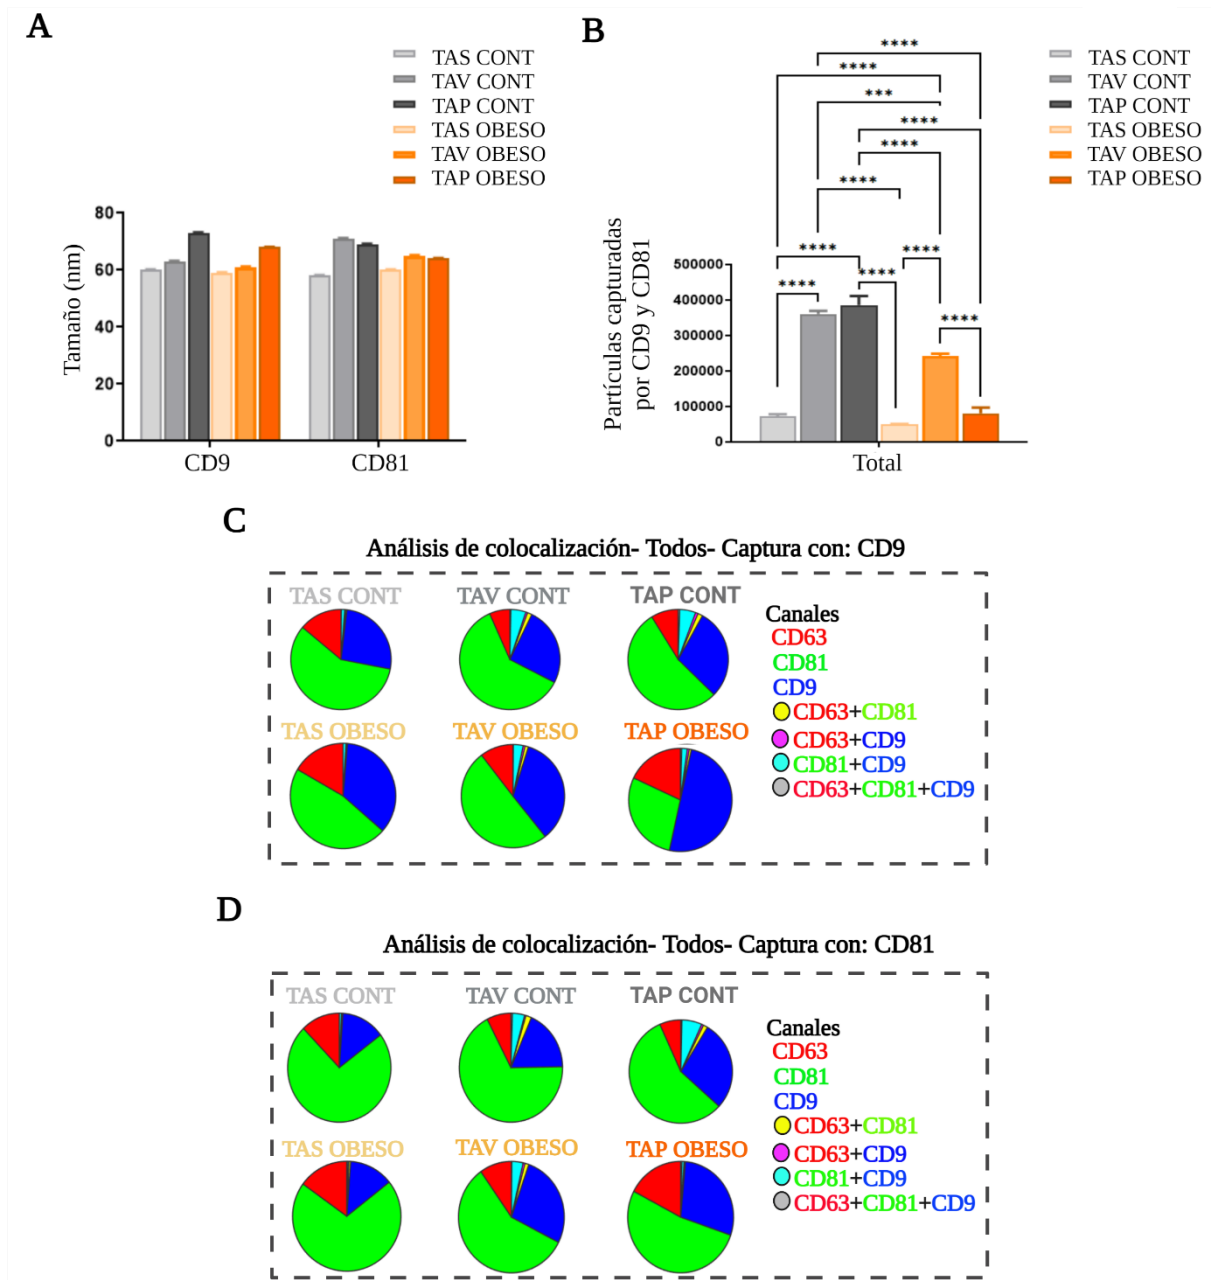 A
TAS CONT
TAV CONT
TAP CONT
TAS OBESO
TAV OBESO
TAP OBESO
Tamaño (nm)
80
60
40
20
0
CD9
CD81
B
TAS CONT
TAV CONT
TAP CONT
TAS OBESO
TAV OBESO
TAP OBESO
****
****
***
****
****
****
****
****
****
****
****
Partículas capturadas
por CD9 y CD81
500000
400000
300000
200000
100000
0
Total
C
Análisis de colocalización- Todos- Captura con: CD9
TAS CONT
TAV CONT
TAP CONT
TAS OBESO
TAV OBESO
TAP OBESO
Canales
CD63
CD81
CD9
CD63+CD81
CD63+CD9
CD81+CD9
CD63+CD81+CD9
D
Análisis de colocalización- Todos- Captura con: CD81
TAS CONT
TAV CONT
TAP CONT
TAS OBESO
TAV OBESO
TAP OBESO
Canales
CD63
CD81
CD9
CD63+CD81
CD63+CD9
CD81+CD9
CD63+CD81+CD9